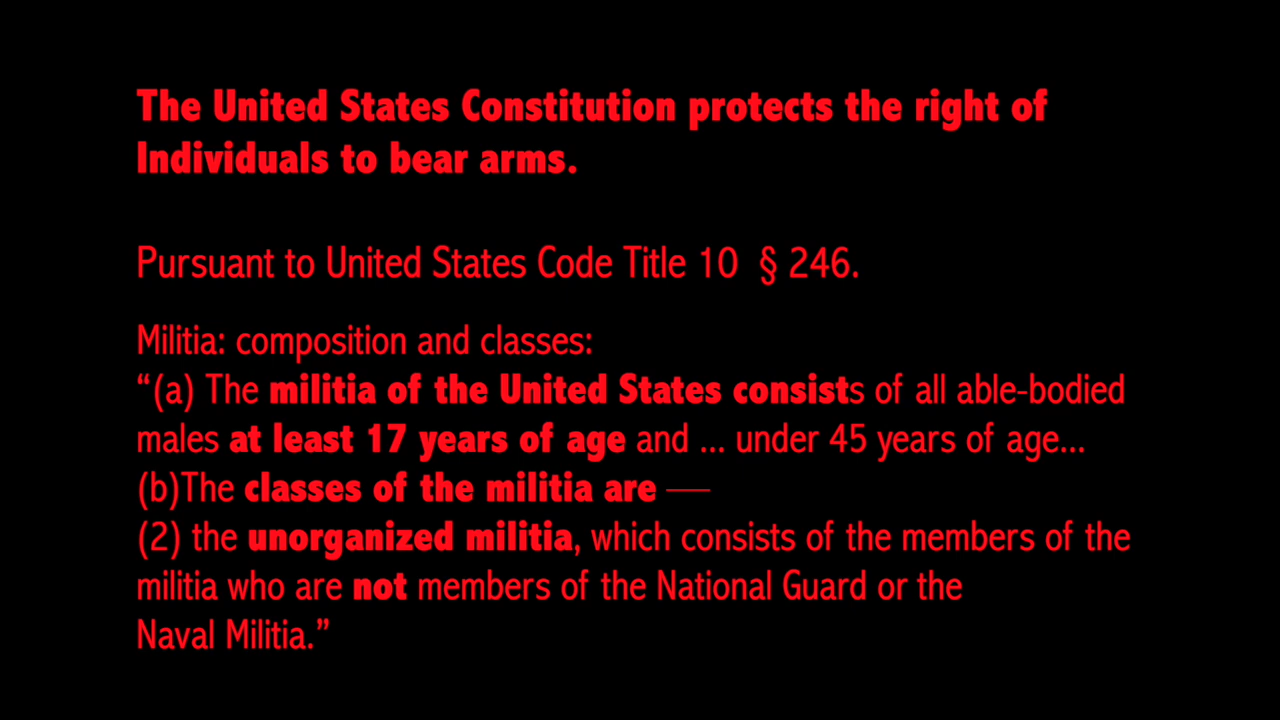 The United States Constitution protects the right of
Individuals to bear arms.
Pursuant to United States Code Title 10 § 246.
Militia: composition and classes:
“(a) The militia of the United States consists of all able-bodied
males at least 17 years of age and ... under 45 years of age...
(b)The classes of the militia are —
(2) the unorganized militia, which consists of the members of the
militia who are not members of the National Guard or the
Naval Militia.”